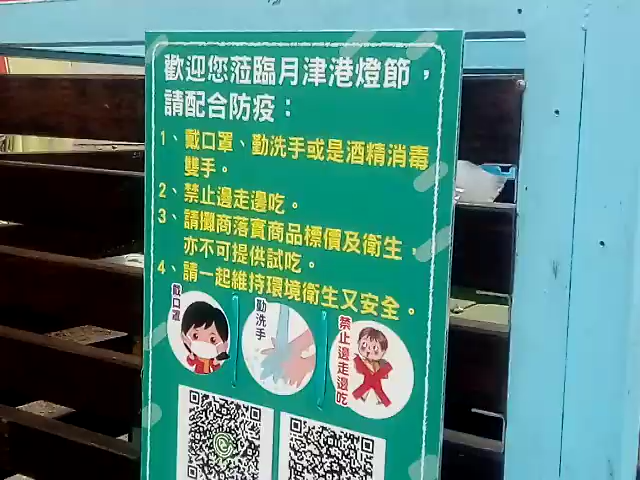 歡迎您蒞臨月津港燈節，
請配合防疫：
1、戴口罩、勤洗手或是酒精消毒
雙手。
2、禁止邊走邊吃。
3、請攤商落實商品標價及衛生，
亦不可提供試吃。
4、請一起維持環境衛生又安全。
戴口罩
勤洗手
禁止邊走邊吃